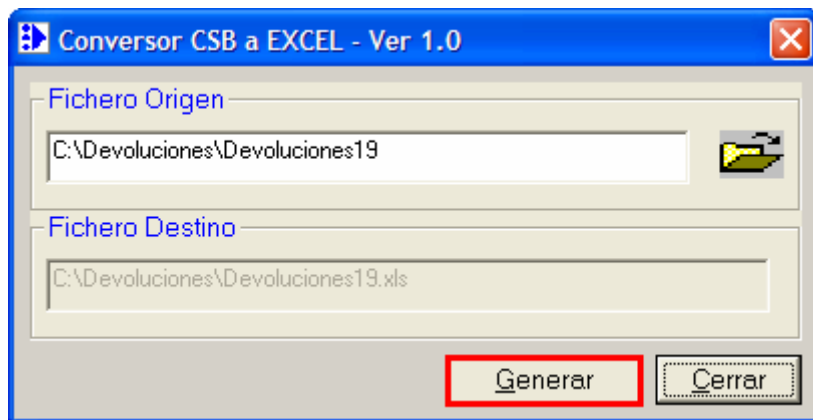 Conversor CSB a EXCEL - Ver 1.0
Fichero Origen
C:\Devoluciones\Devoluciones19
Fichero Destino
C:\Devoluciones\Devoluciones19.xls
Generar Cerrar